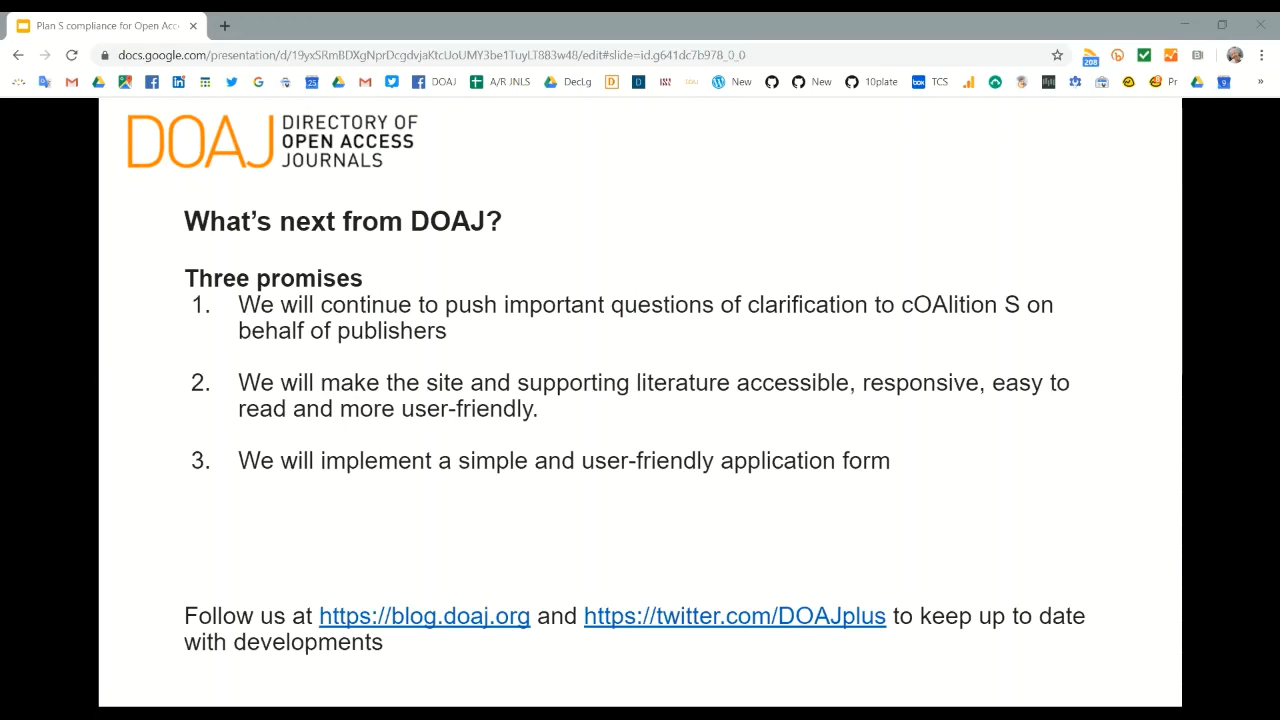 Plan S compliance for Open Acc
docs.google.com/presentation/d/19yxSRmBDXgNprDcgdvjaKtcUoUMY3be1TuyLT883w48/edit#slide=id.g641dc7b978_0_0
208
25
DOAJ
A/R JNLS
DecLg
D
D
New
New
10plate
box
TCS
Pr
9
»
DOAJ
DIRECTORY OF
OPEN ACCESS
JOURNALS
What's next from DOAJ?
Three promises
1. We will continue to push important questions of clarification to cOAlition S on
behalf of publishers
2. We will make the site and supporting literature accessible, responsive, easy to
read and more user-friendly.
3. We will implement a simple and user-friendly application form
Follow us at https://blog.doaj.org and https://twitter.com/DOAJplus to keep up to date
with developments